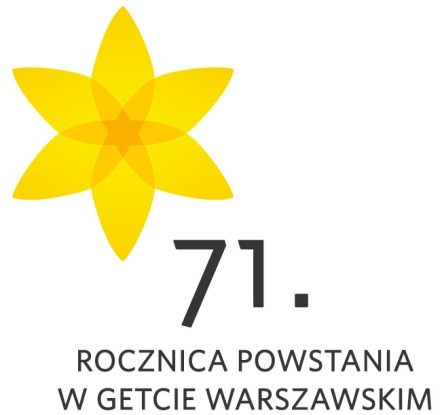 71.
ROCZNICA POWSTANIA
W GETCIE WARSZAWSKIM